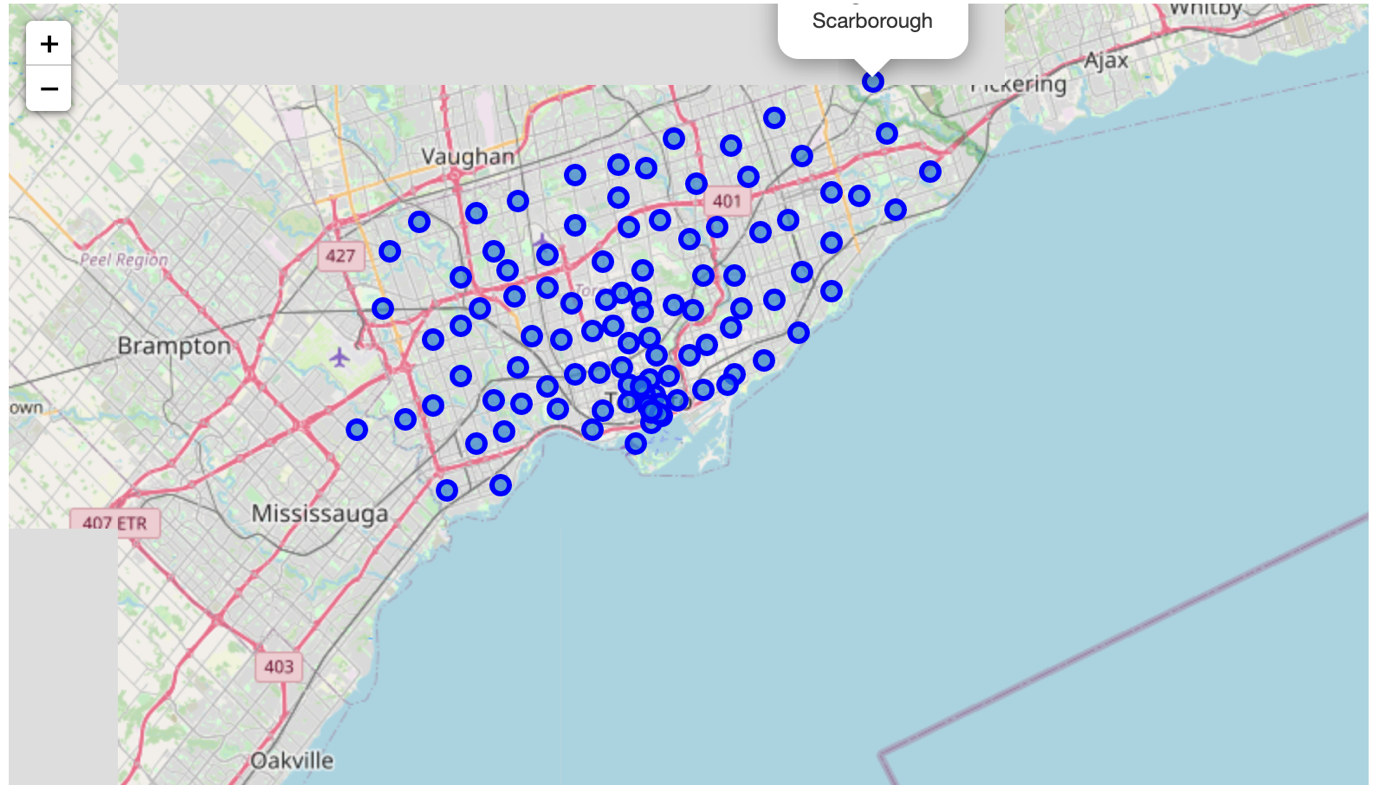 +
−
Scarborough
Whitby
Ajax
Pickering
Vaughan
401
427
Peel Region
Brampton
own
Mississauga
407 ETR
403
Oakville